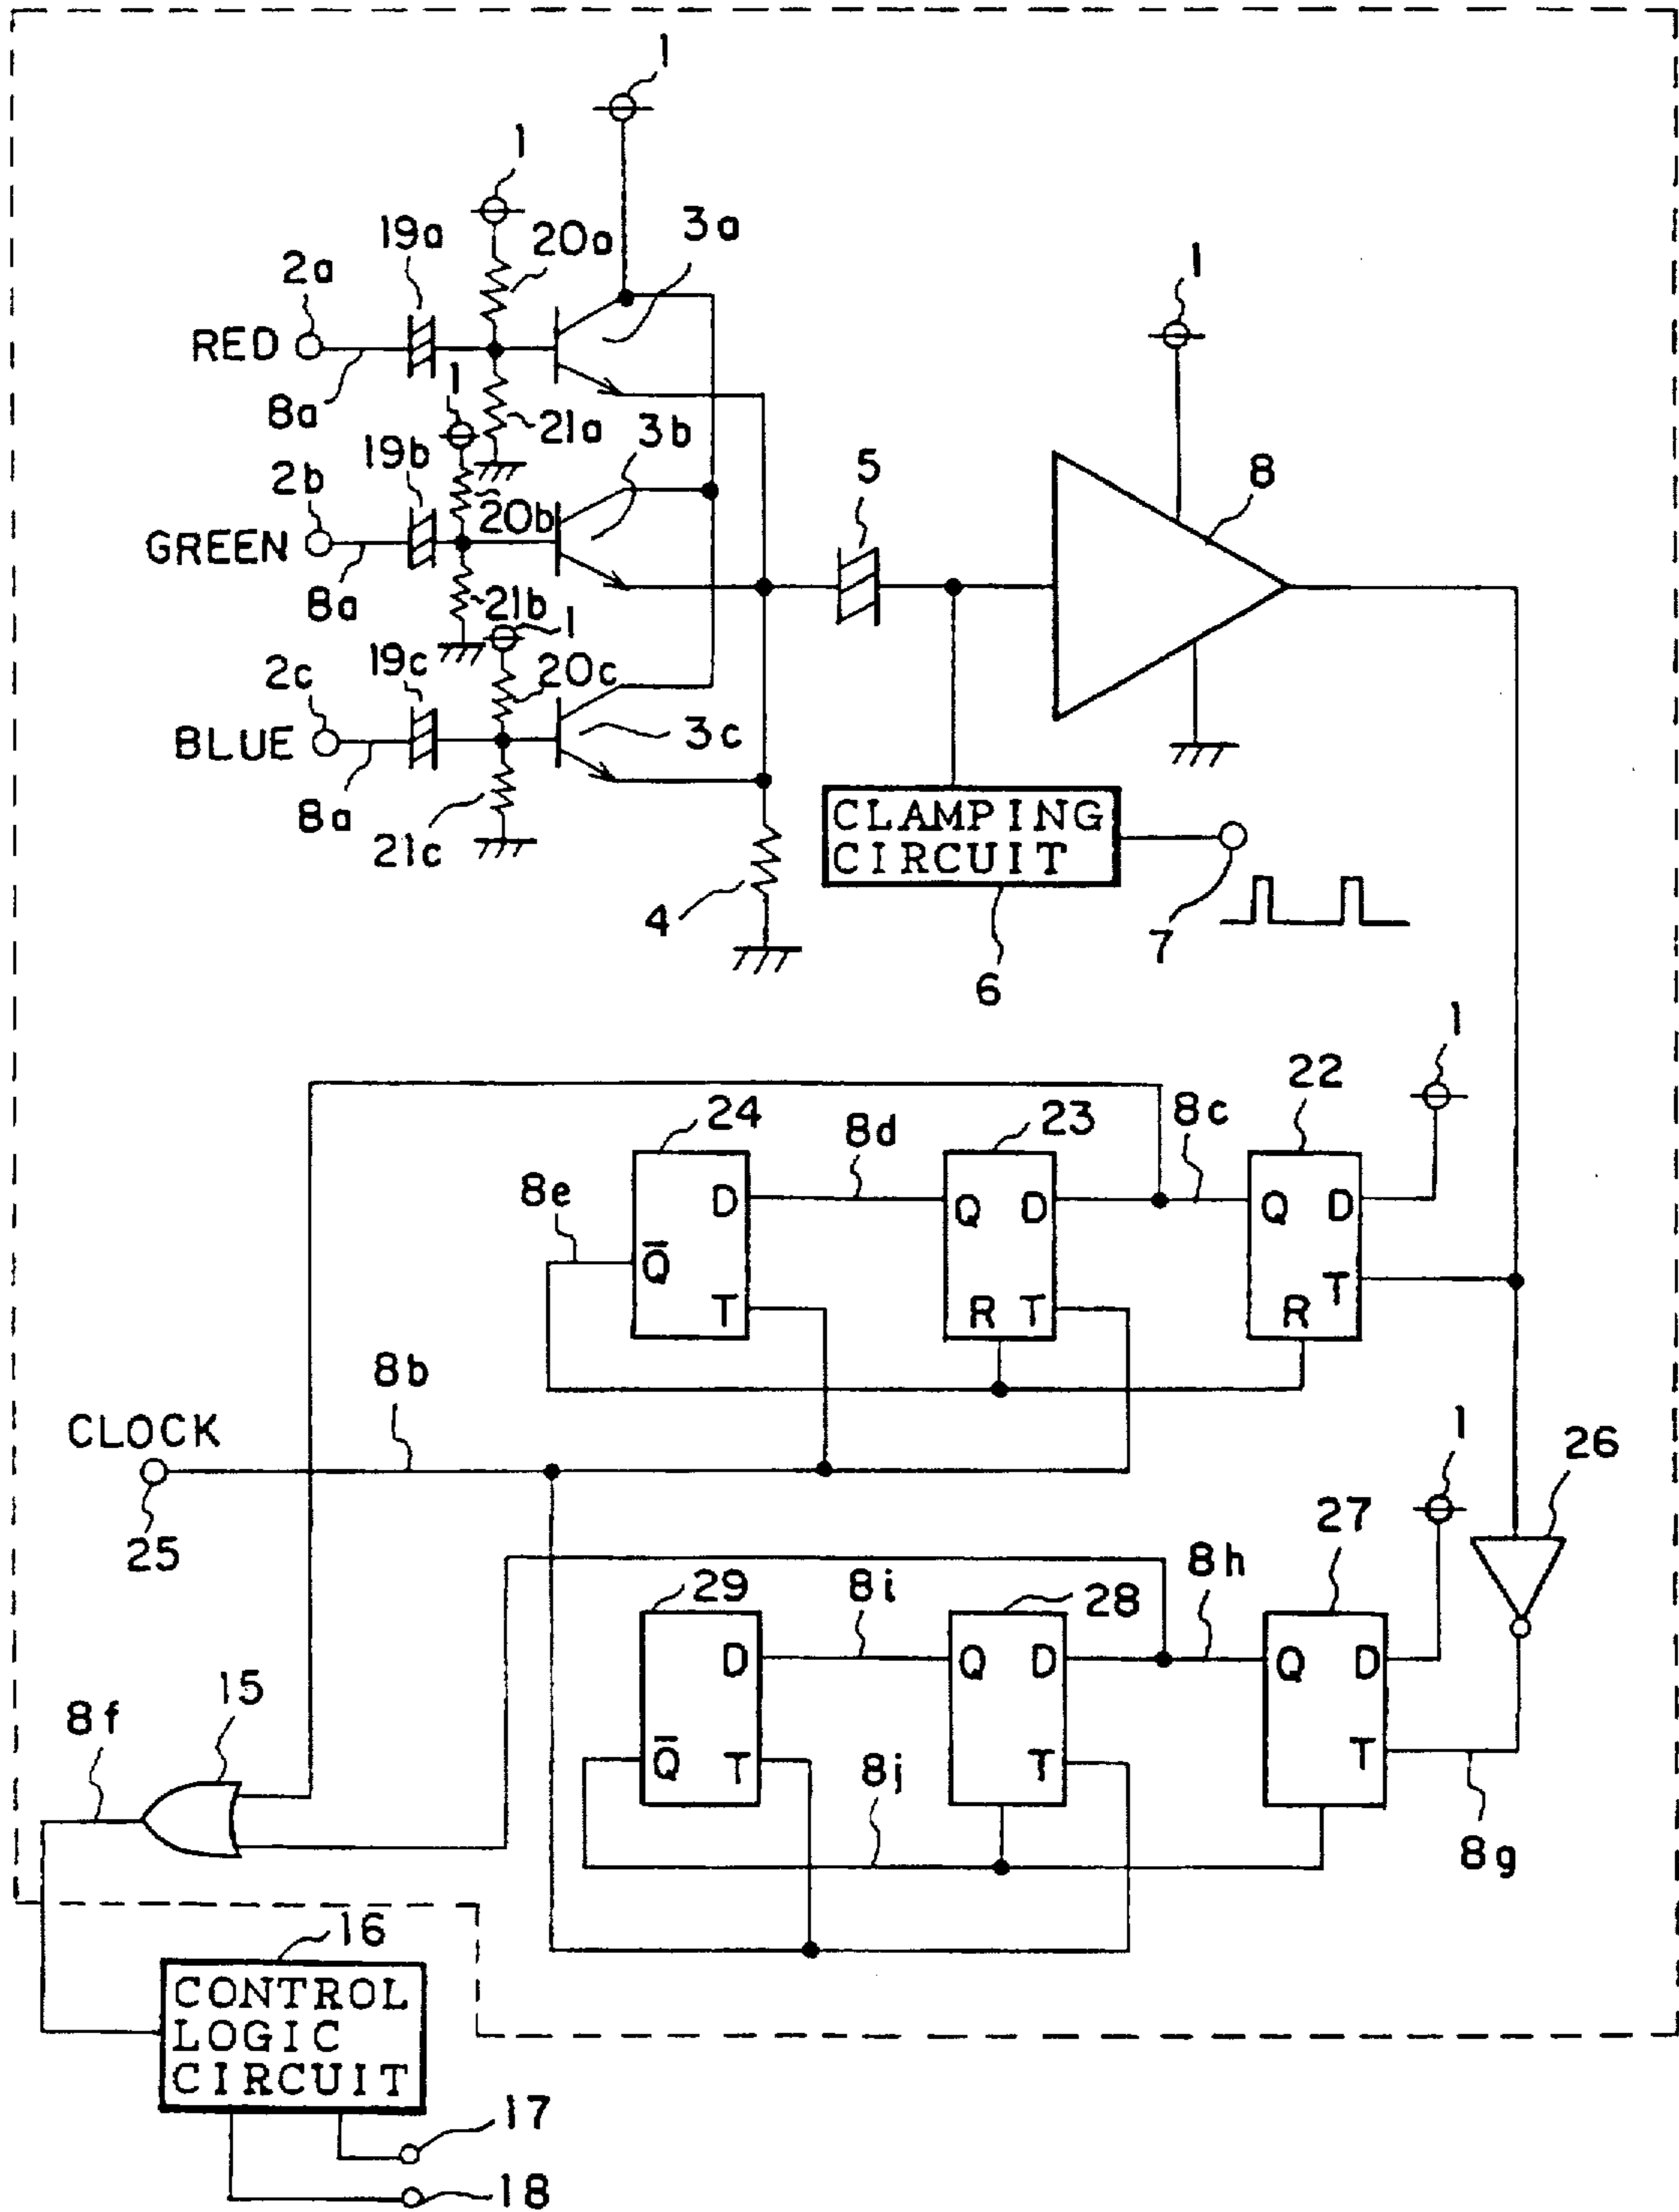 1
1
19a
20a
3a
2a
1
RED
8a
1
21a
3b
19b
2b
20b
5
8
GREEN
8a
21b
1
19c
20c
2c
3c
BLUE
8a
21c
CLAMPING
CIRCUIT
4
7
6
1
22
24
23
8c
8d
8e
D
Q D
Q D
Q̅
T
R T
R T
8b
CLOCK
1
26
25
27
8h
29
8i
28
D
Q D
Q D
15
8f
Q̅ T
T
T
8j
8g
16
CONTROL
LOGIC
CIRCUIT
17
18